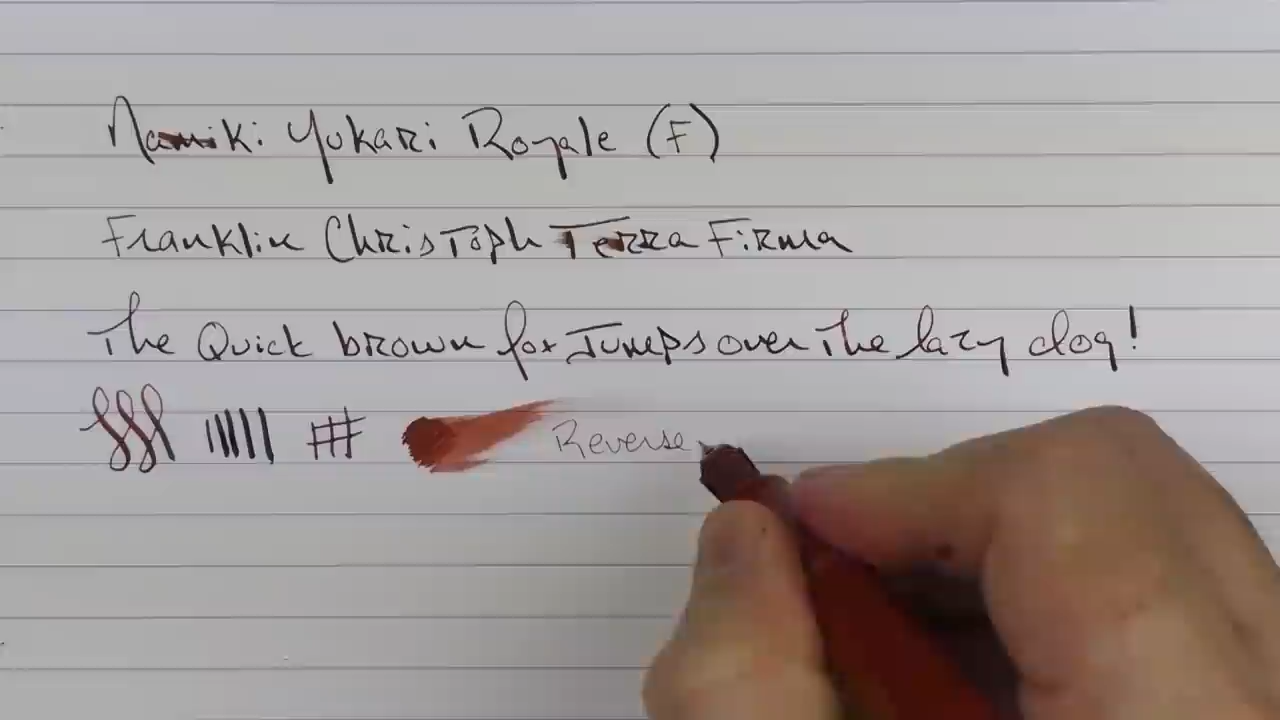 Namiki Yukari Royale (F)
Franklin Christoph Terra Firma
The Quick brown fox Jumps over The lazy dog!
Reverse